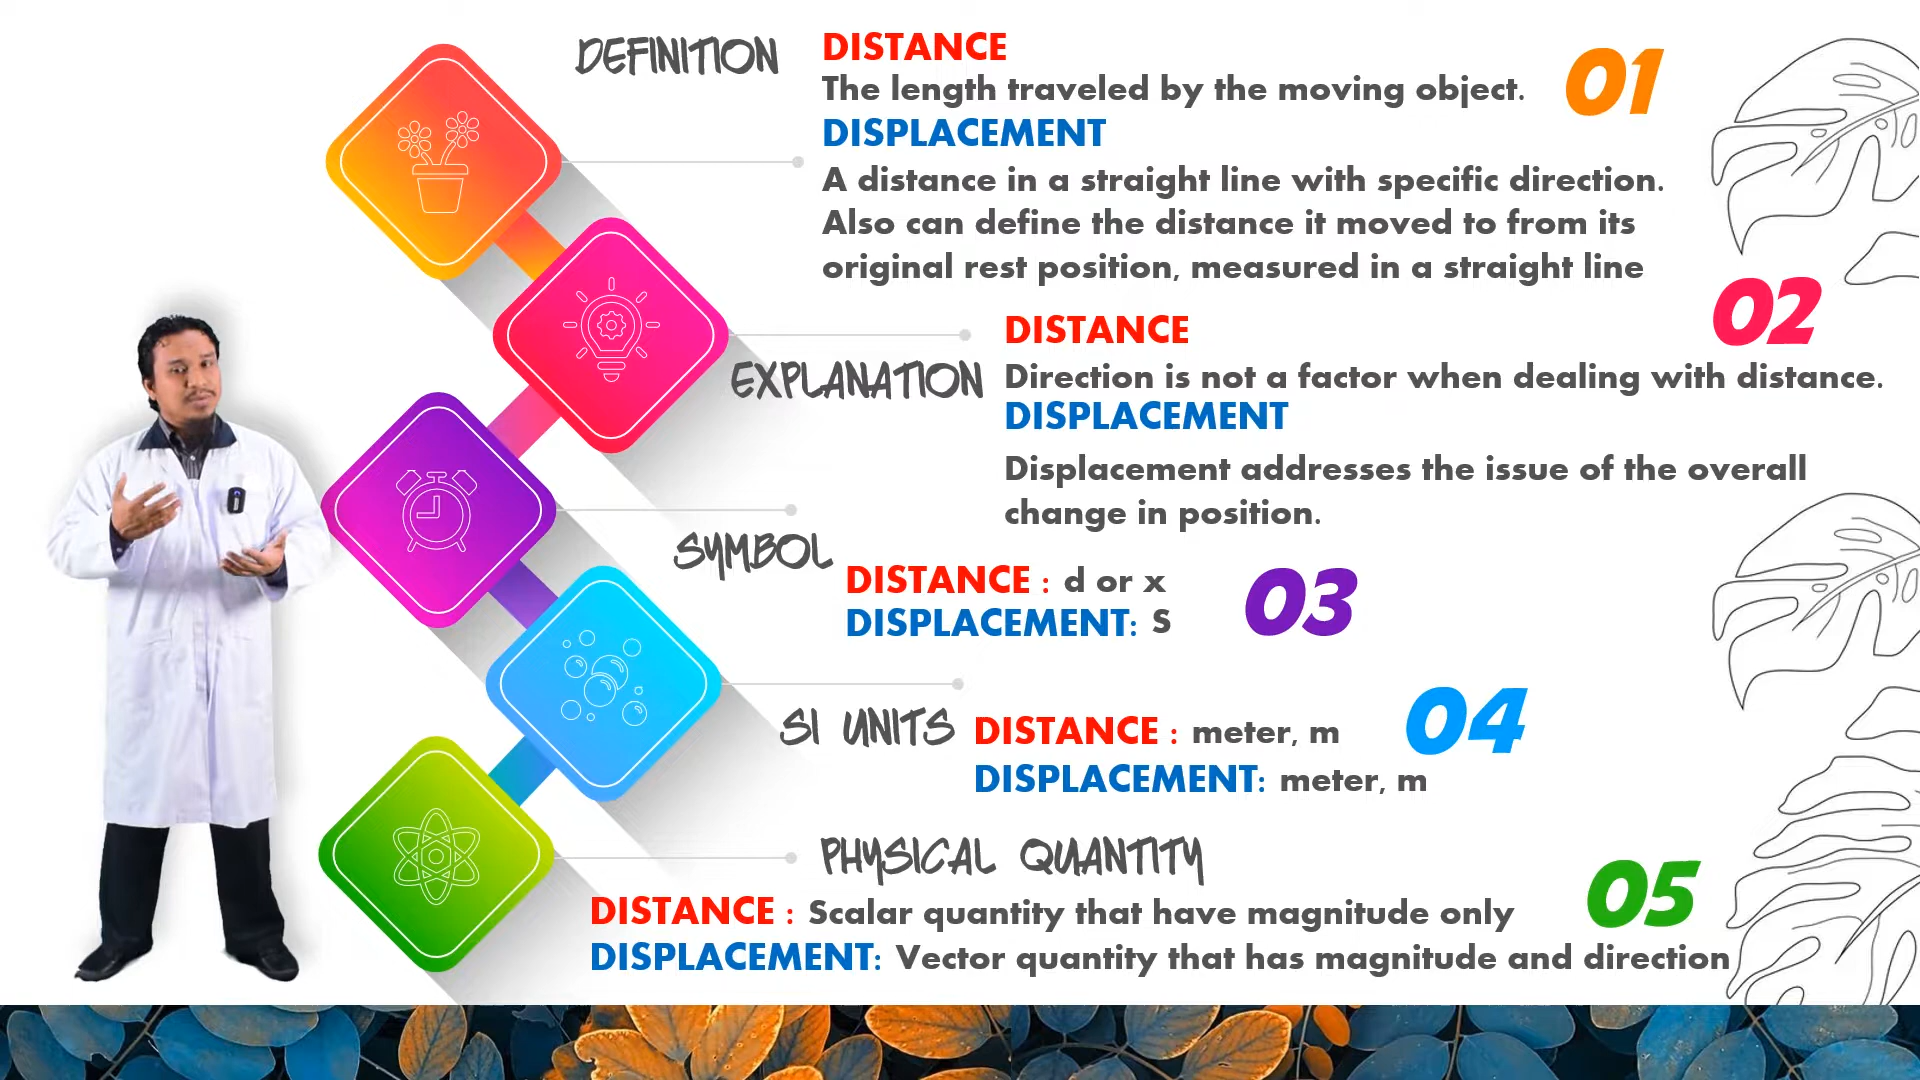 DEFINITION
DISTANCE
01
The length traveled by the moving object.
DISPLACEMENT
A distance in a straight line with specific direction.
Also can define the distance it moved to from its
original rest position, measured in a straight line
02
EXPLANATION
DISTANCE
Direction is not a factor when dealing with distance.
DISPLACEMENT
Displacement addresses the issue of the overall
change in position.
SYMBOL
DISTANCE : d or x
DISPLACEMENT: S
03
SI UNITS
DISTANCE : meter, m
DISPLACEMENT: meter, m
04
PHYSICAL QUANTITY
05
DISTANCE : Scalar quantity that have magnitude only
DISPLACEMENT: Vector quantity that has magnitude and direction